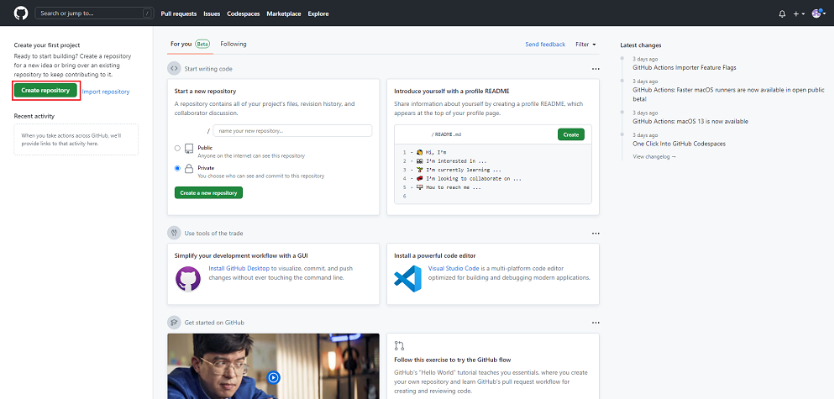 Search or jump to...
/
Pull requests
Issues
Codespaces
Marketplace
Explore
Create your first project
Ready to start building? Create a repository
for a new idea or bring over an existing
repository to keep contributing to it.
Create repository
Import repository
Recent activity
When you take actions across GitHub, we'll
provide links to that activity here.
For you Beta
Following
Send feedback
Filter
Start writing code
Start a new repository
A repository contains all of your project's files, revision history, and
collaborator discussion.
/ name your new repository...
Public
Anyone on the internet can see this repository
Private
You choose who can see and commit to this repository
Create a new repository
Introduce yourself with a profile README
Share information about yourself by creating a profile README, which
appears at the top of your profile page.
/ README.md
Create
1 - Hi, I'm
2 - I'm interested in ...
3 - I'm currently learning ...
4 - I'm looking to collaborate on ...
5 - How to reach me ...
6
Use tools of the trade
Simplify your development workflow with a GUI
Install GitHub Desktop to visualize, commit, and push
changes without ever touching the command line.
Install a powerful code editor
Visual Studio Code is a multi-platform code editor
optimized for building and debugging modern applications.
Get started on GitHub
Follow this exercise to try the GitHub flow
GitHub's "Hello World" tutorial teaches you essentials, where you create
your own repository and learn GitHub's pull request workflow for
creating and reviewing code.
Latest changes
3 days ago
GitHub Actions Importer Feature Flags
3 days ago
GitHub Actions: Faster macOS runners are now available in open public
beta!
3 days ago
GitHub Actions: macOS 13 is now available
3 days ago
One Click Into GitHub Codespaces
View changelog →